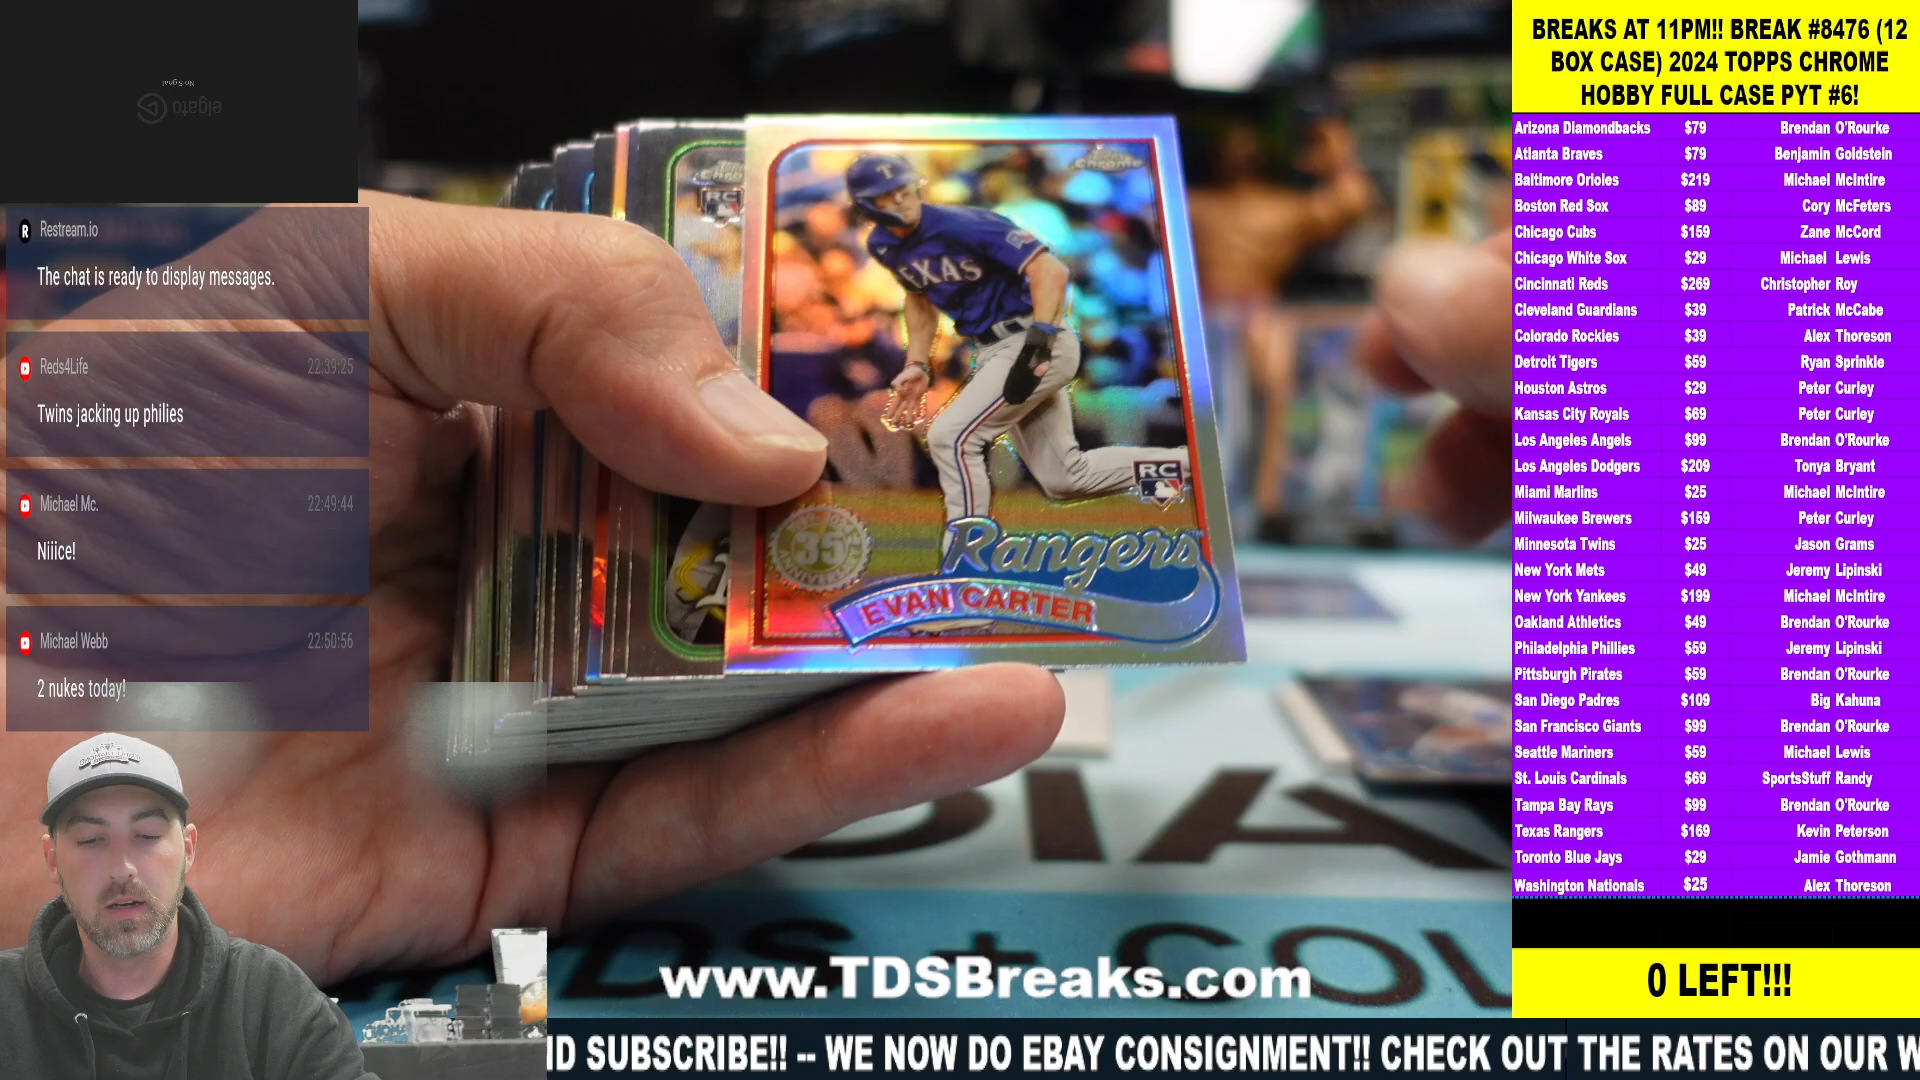 No Signal
elgato
Restream.io
The chat is ready to display messages.
Reds4Life 22:39:25
Twins jacking up philies
Michael Mc. 22:49:44
Niiice!
Michael Webb 22:50:56
2 nukes today!
Topps Chrome
RC
TEXAS
RC
35
Rangers
EVAN CARTER
DS + COL
www.TDSBreaks.com
ND SUBSCRIBE!! -- WE NOW DO EBAY CONSIGNMENT!! CHECK OUT THE RATES ON OUR W
BREAKS AT 11PM!! BREAK #8476 (12
BOX CASE) 2024 TOPPS CHROME
HOBBY FULL CASE PYT #6!
Arizona Diamondbacks $79 Brendan O'Rourke
Atlanta Braves $79 Benjamin Goldstein
Baltimore Orioles $219 Michael McIntire
Boston Red Sox $89 Cory McFeters
Chicago Cubs $159 Zane McCord
Chicago White Sox $29 Michael Lewis
Cincinnati Reds $269 Christopher Roy
Cleveland Guardians $39 Patrick McCabe
Colorado Rockies $39 Alex Thoreson
Detroit Tigers $59 Ryan Sprinkle
Houston Astros $29 Peter Curley
Kansas City Royals $69 Peter Curley
Los Angeles Angels $99 Brendan O'Rourke
Los Angeles Dodgers $209 Tonya Bryant
Miami Marlins $25 Michael McIntire
Milwaukee Brewers $159 Peter Curley
Minnesota Twins $25 Jason Grams
New York Mets $49 Jeremy Lipinski
New York Yankees $199 Michael McIntire
Oakland Athletics $49 Brendan O'Rourke
Philadelphia Phillies $59 Jeremy Lipinski
Pittsburgh Pirates $59 Brendan O'Rourke
San Diego Padres $109 Big Kahuna
San Francisco Giants $99 Brendan O'Rourke
Seattle Mariners $59 Michael Lewis
St. Louis Cardinals $69 SportsStuff Randy
Tampa Bay Rays $99 Brendan O'Rourke
Texas Rangers $169 Kevin Peterson
Toronto Blue Jays $29 Jamie Gothmann
Washington Nationals $25 Alex Thoreson
0 LEFT!!!